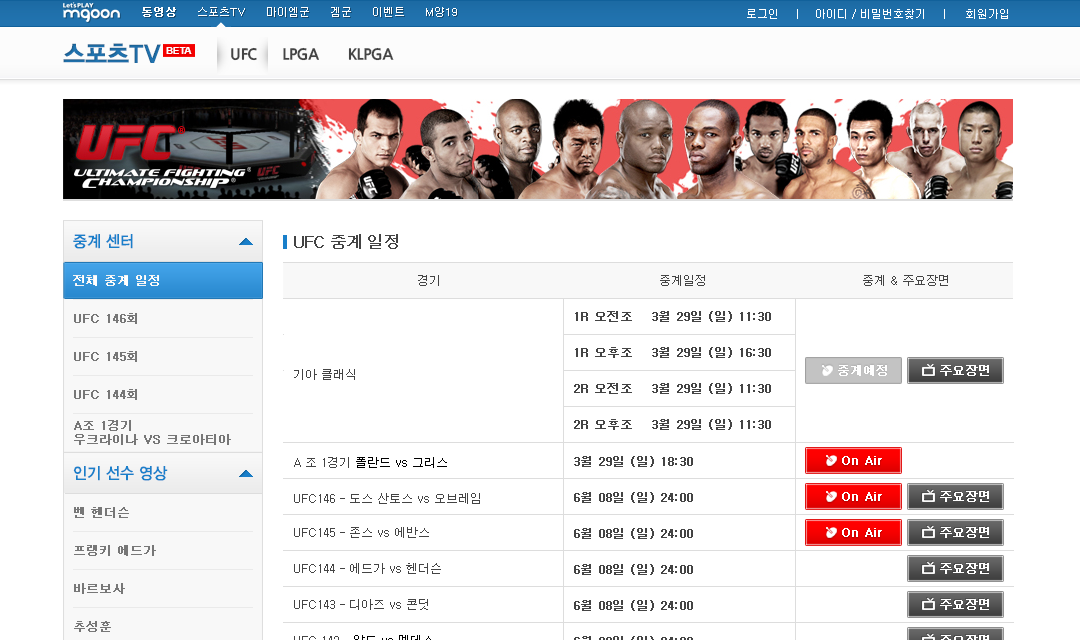 Let'sPLAY
mgoon 동영상 스포츠TV 마이엠군 겜군 이벤트 M양19 로그인 | 아이디 / 비밀번호찾기 | 회원가입
스포츠TV BETA UFC LPGA KLPGA
UFC
ULTIMATE FIGHTING
CHAMPIONSHIP
UFC
중계 센터
전체 중계 일정
UFC 146회
UFC 145회
UFC 144회
A조 1경기
우크라이나 VS 크로아티아
인기 선수 영상
벤 헨더슨
프랭키 에드가
바르보사
추성훈
UFC 중계 일정
경기 중계일정 중계 & 주요장면
기아 클래식
1R 오전조 3월 29일 (일) 11:30
1R 오후조 3월 29일 (일) 16:30
2R 오전조 3월 29일 (일) 11:30
2R 오후조 3월 29일 (일) 11:30
중계예정 주요장면
A 조 1경기 폴란드 vs 그리스 3월 29일 (일) 18:30 On Air
UFC146 - 도스 산토스 vs 오브레임 6월 08일 (일) 24:00 On Air 주요장면
UFC145 - 존스 vs 에반스 6월 08일 (일) 24:00 On Air 주요장면
UFC144 - 에드가 vs 헨더슨 6월 08일 (일) 24:00 주요장면
UFC143 - 디아즈 vs 콘딧 6월 08일 (일) 24:00 주요장면